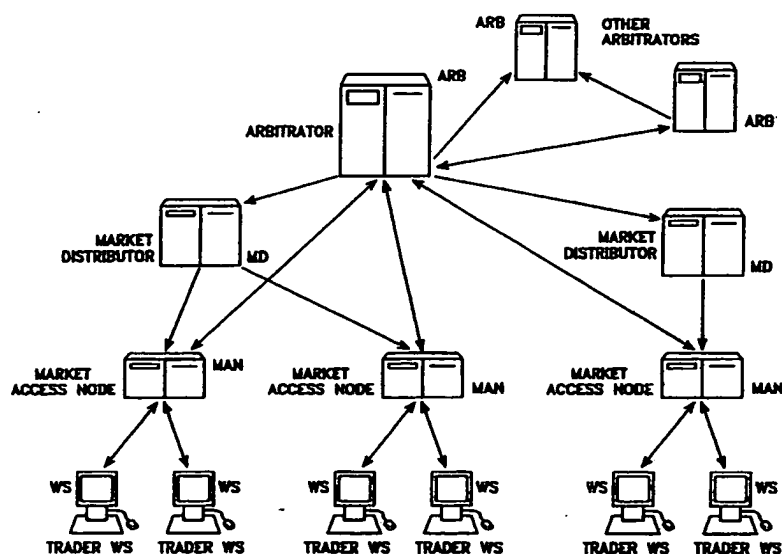 ARB
OTHER
ARBITRATORS
ARB
ARBITRATOR
ARB
MARKET
DISTRIBUTOR
MD
MARKET
DISTRIBUTOR
MD
MARKET
ACCESS NODE
MAN
MARKET
ACCESS NODE
MAN
MARKET
ACCESS NODE
MAN
WS
WS
WS
WS
WS
WS
TRADER WS
TRADER WS
TRADER WS
TRADER WS
TRADER WS
TRADER WS